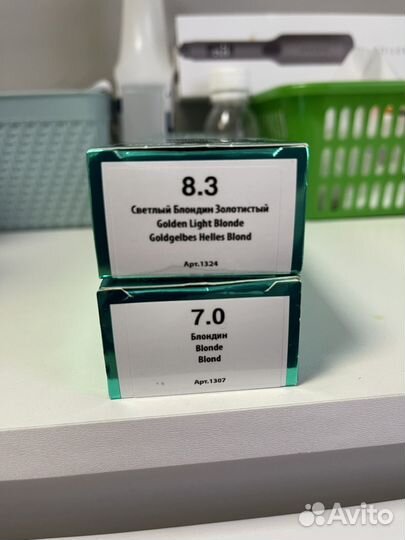 8.3
Светлый Блондин Золотистый
Golden Light Blonde
Goldgelbes Helles Blond
Арт.1324
7.0
Блондин
Blonde
Blond
Арт.1307
Avito